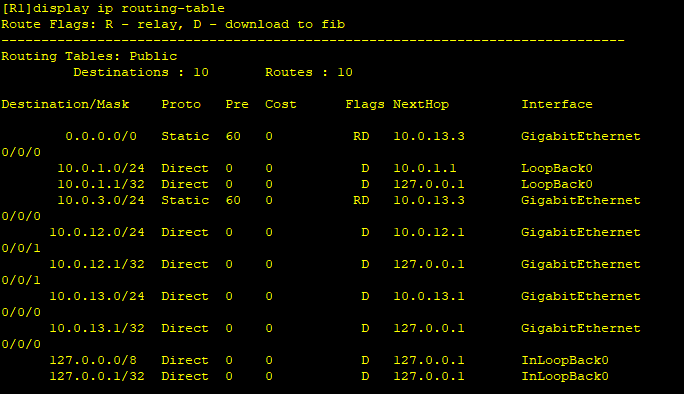 [R1]display ip routing-table
Route Flags: R - relay, D - download to fib
------------------------------------------------------------------------------
Routing Tables: Public
         Destinations : 10       Routes : 10

Destination/Mask    Proto   Pre  Cost      Flags NextHop         Interface

        0.0.0.0/0   Static  60   0          RD   10.0.13.3       GigabitEthernet
0/0/0
       10.0.1.0/24  Direct  0    0           D   10.0.1.1        LoopBack0
       10.0.1.1/32  Direct  0    0           D   127.0.0.1       LoopBack0
       10.0.3.0/24  Static  60   0          RD   10.0.13.3       GigabitEthernet
0/0/0
      10.0.12.0/24  Direct  0    0           D   10.0.12.1       GigabitEthernet
0/0/1
      10.0.12.1/32  Direct  0    0           D   127.0.0.1       GigabitEthernet
0/0/1
      10.0.13.0/24  Direct  0    0           D   10.0.13.1       GigabitEthernet
0/0/0
      10.0.13.1/32  Direct  0    0           D   127.0.0.1       GigabitEthernet
0/0/0
      127.0.0.0/8   Direct  0    0           D   127.0.0.1       InLoopBack0
      127.0.0.1/32  Direct  0    0           D   127.0.0.1       InLoopBack0